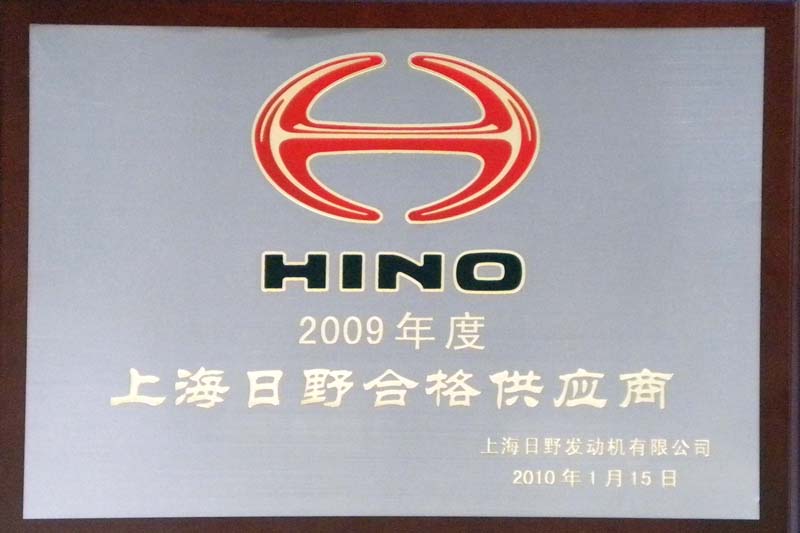 HINO
2009年度
上海日野合格供应商
上海日野发动机有限公司
2010年1月15日